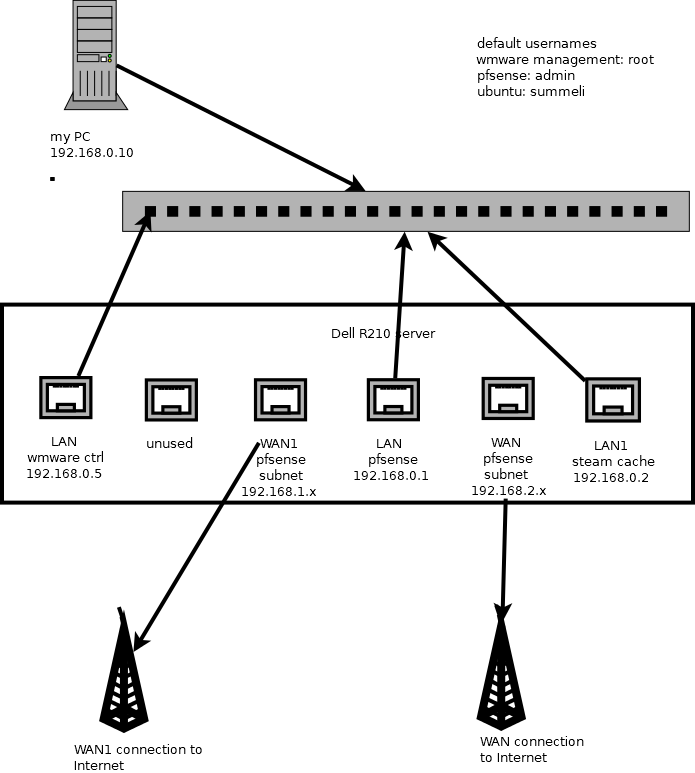 default usernames
wmware management: root
pfsense: admin
ubuntu: summeli
my PC
192.168.0.10
Dell R210 server
LAN
wmware ctrl
192.168.0.5
unused
WAN1
pfsense
subnet
192.168.1.x
LAN
pfsense
192.168.0.1
WAN
pfsense
subnet
192.168.2.x
LAN1
steam cache
192.168.0.2
WAN1 connection to
Internet
WAN connection
to Internet